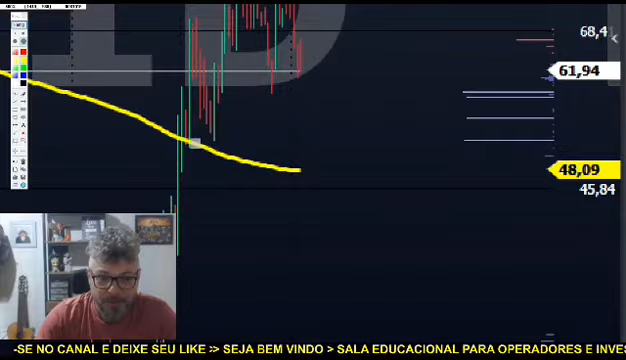 68,4
61,94
48,09
45,84
-SE NO CANAL E DEIXE SEU LIKE :> SEJA BEM VINDO > SALA EDUCACIONAL PARA OPERADORES E INVES